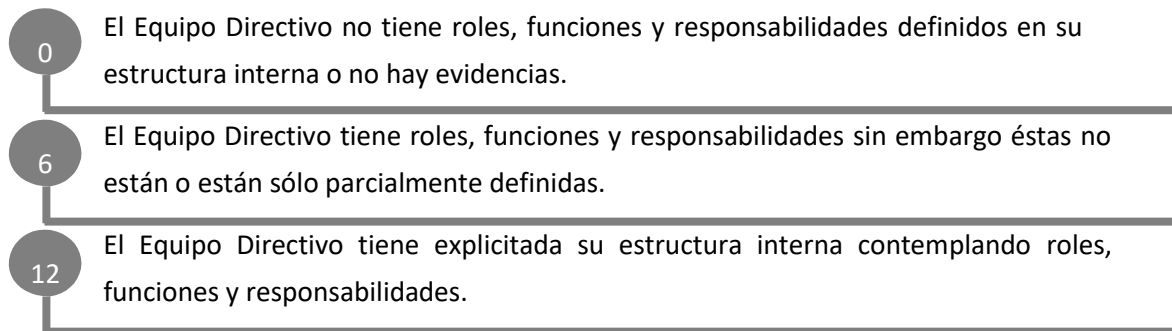 0
El Equipo Directivo no tiene roles, funciones y responsabilidades definidos en su
estructura interna o no hay evidencias.
6
El Equipo Directivo tiene roles, funciones y responsabilidades sin embargo éstas no
están o están sólo parcialmente definidas.
12
El Equipo Directivo tiene explicitada su estructura interna contemplando roles,
funciones y responsabilidades.